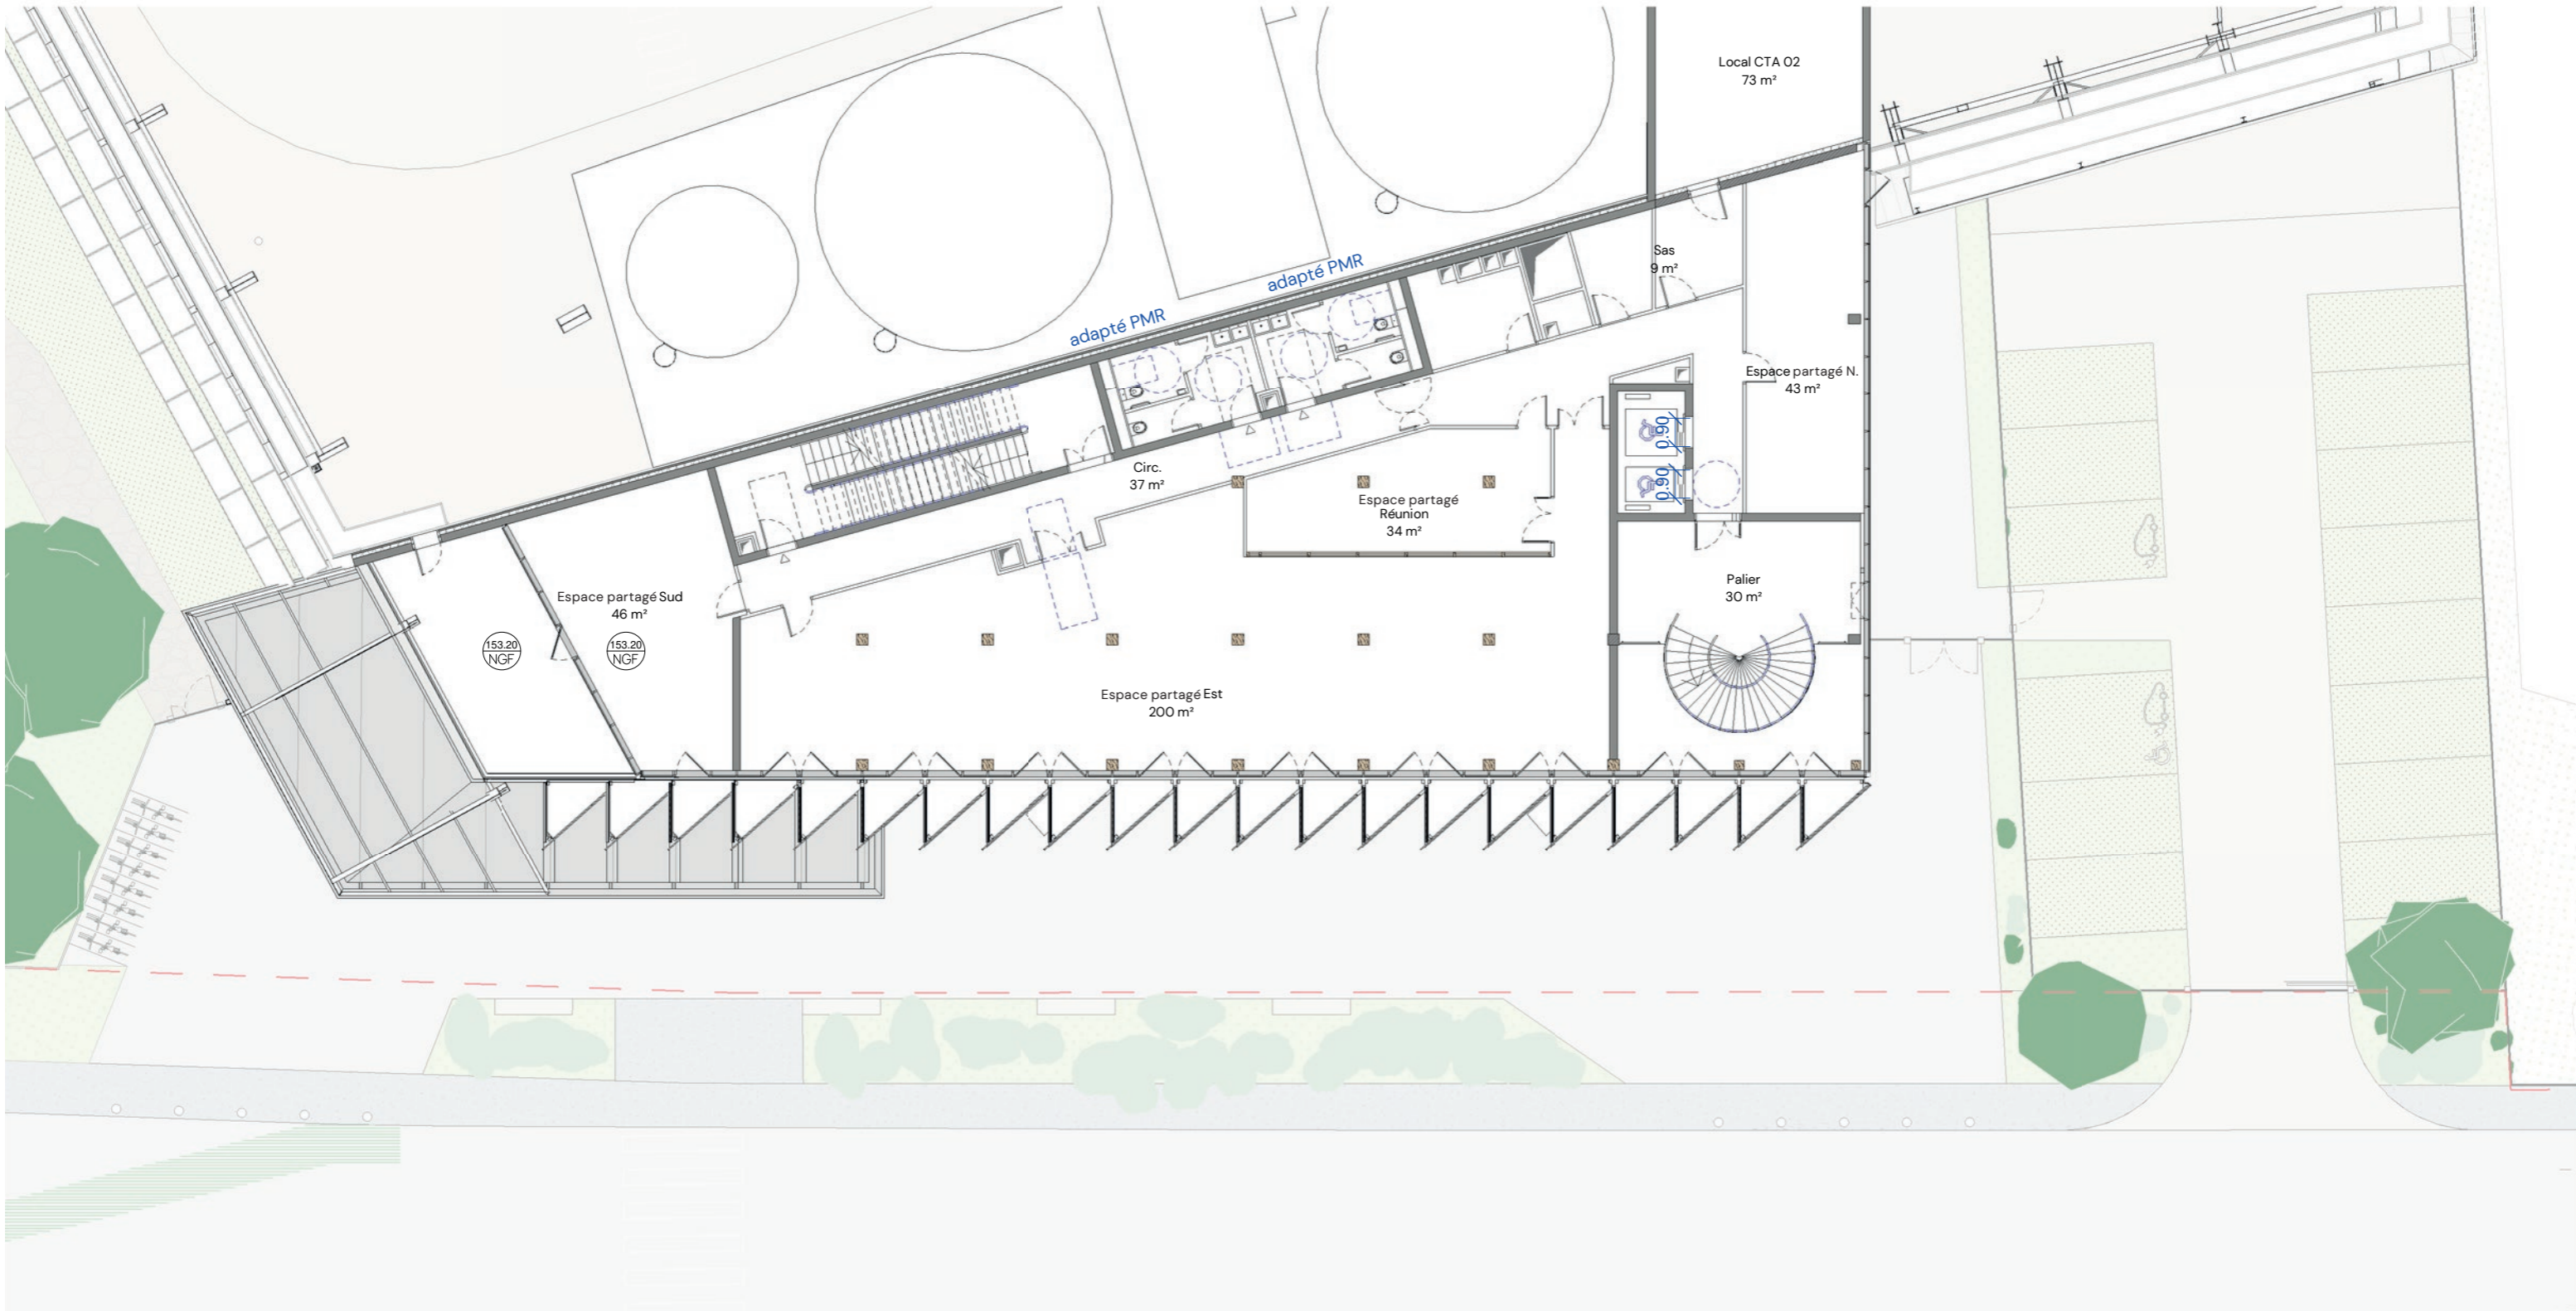 Local CTA 02
73 m²
Sas
9 m²
adapté PMR
adapté PMR
Espace partagé N.
43 m²
0.90
0.90
Circ.
37 m²
Espace partagé
Réunion
34 m²
Palier
30 m²
Espace partagé Sud
46 m²
153.20
NGF
153.20
NGF
Espace partagé Est
200 m²